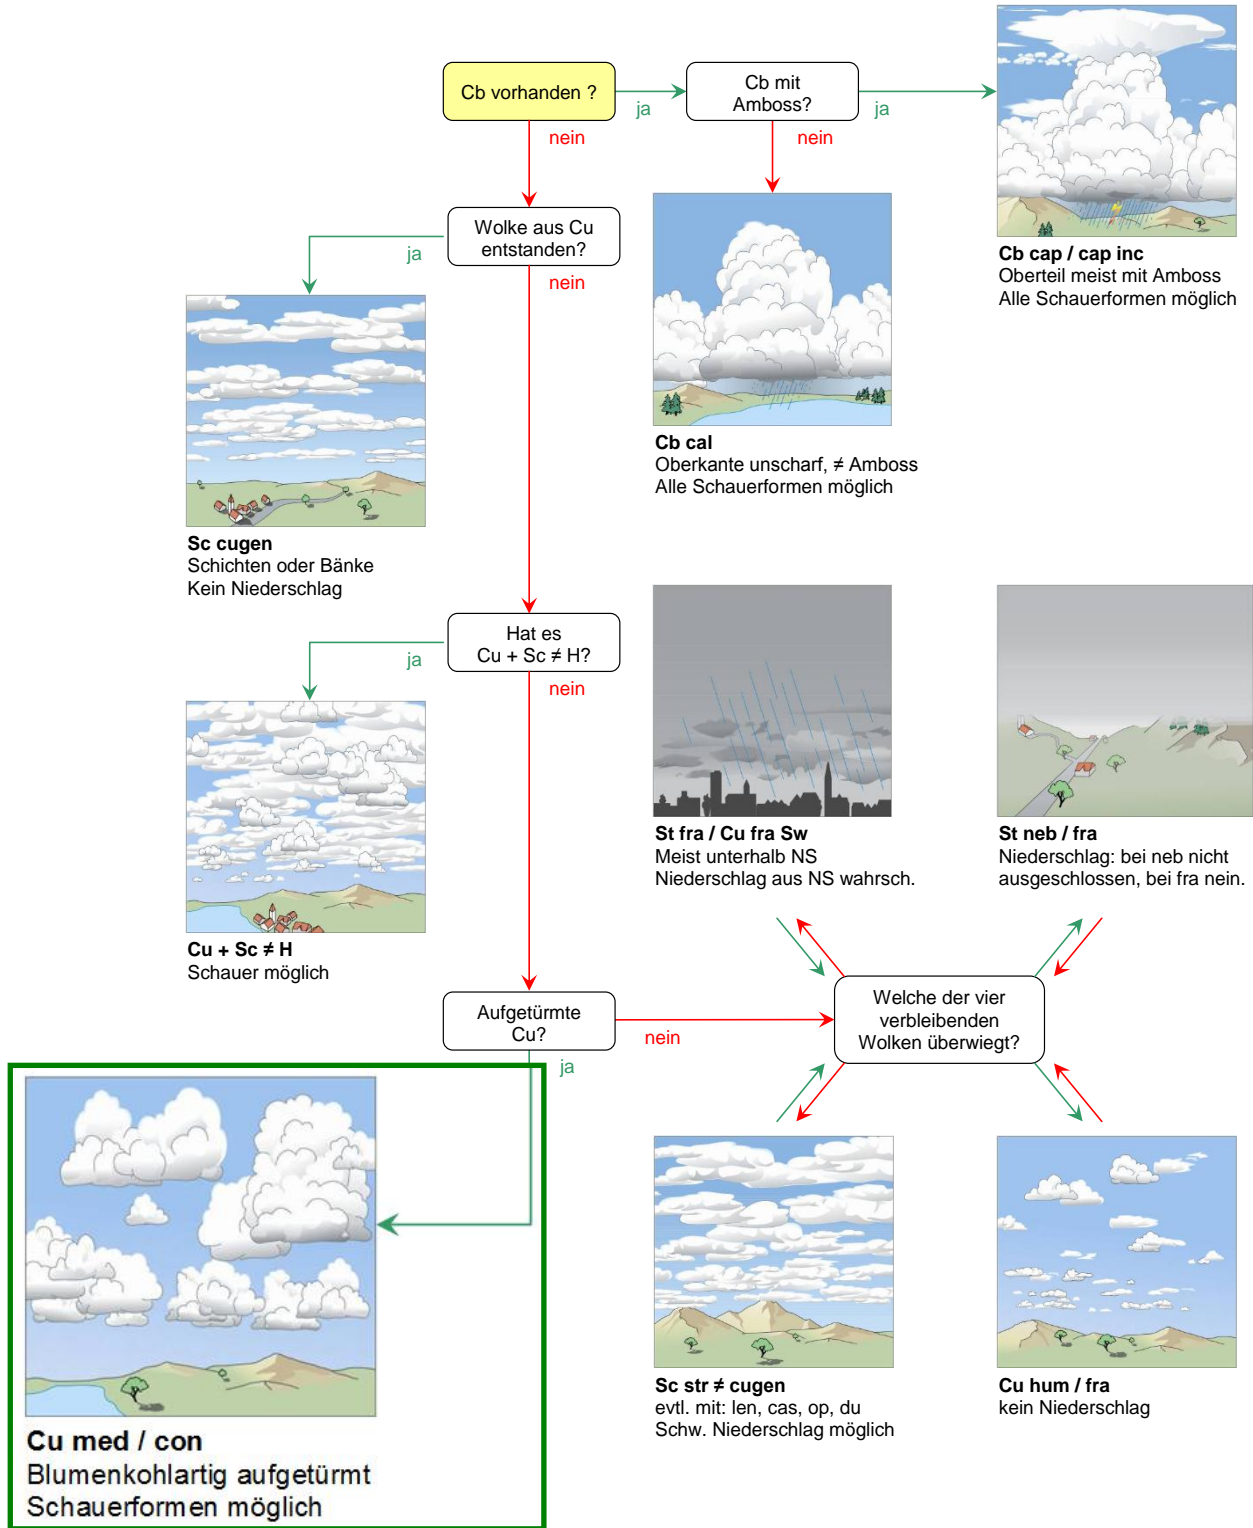 Cb vorhanden ?
ja
nein
Cb mit
Amboss?
ja
nein
Cb cap / cap inc
Oberteil meist mit Amboss
Alle Schauerformen möglich
Wolke aus Cu
entstanden?
ja
nein
Cb cal
Oberkante unscharf, ≠ Amboss
Alle Schauerformen möglich
Sc cugen
Schichten oder Bänke
Kein Niederschlag
Hat es
Cu + Sc ≠ H?
ja
nein
Cu + Sc ≠ H
Schauer möglich
St fra / Cu fra Sw
Meist unterhalb NS
Niederschlag aus NS wahrsch.
St neb / fra
Niederschlag: bei neb nicht
ausgeschlossen, bei fra nein.
Aufgetürmte
Cu?
nein
ja
Welche der vier
verbleibenden
Wolken überwiegt?
Cu med / con
Blumenkohlartig aufgetürmt
Schauerformen möglich
Sc str ≠ cugen
evtl. mit: len, cas, op, du
Schw. Niederschlag möglich
Cu hum / fra
kein Niederschlag